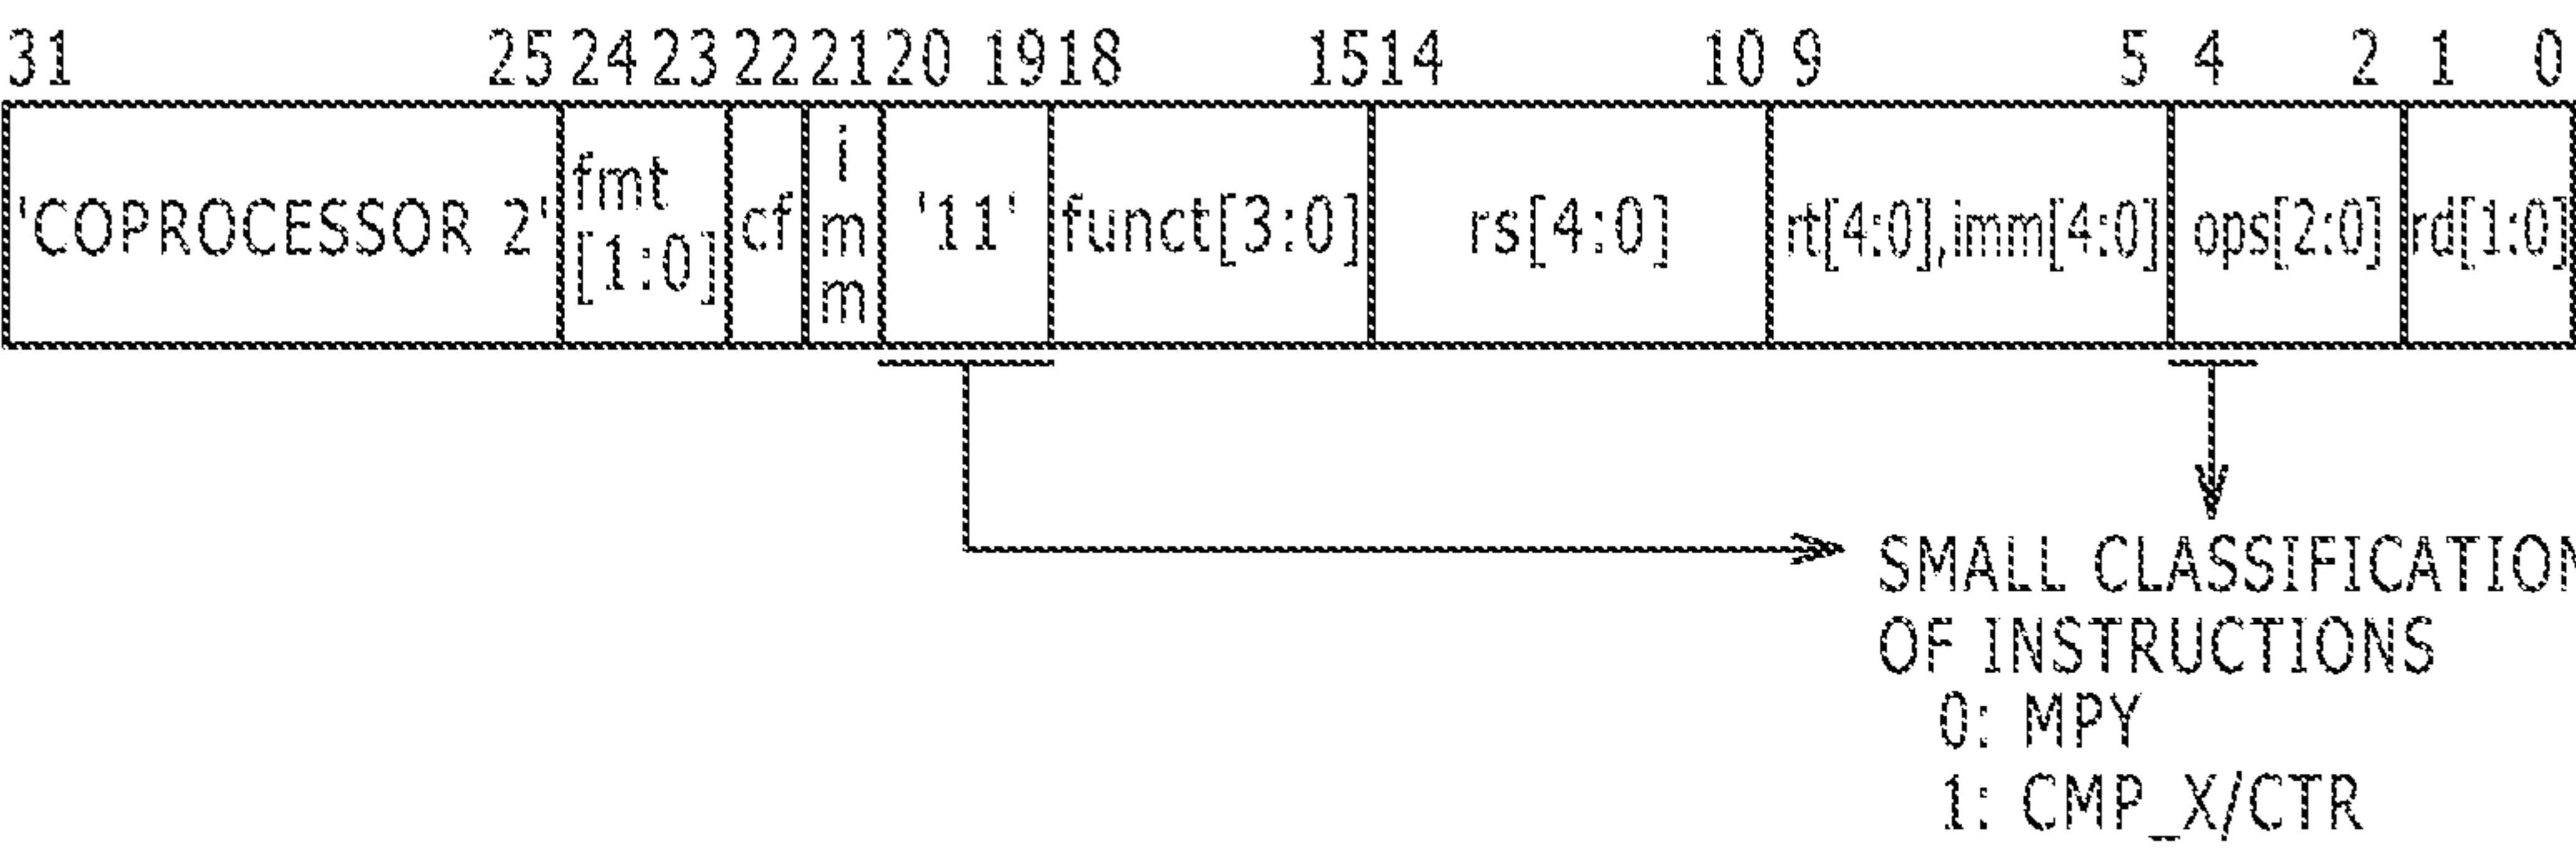 31 25 24 23 22 21 20 19 18 15 14 10 9 5 4 2 1 0
'COPROCESSOR 2' fmt [1:0] cf imm '11' funct[3:0] rs[4:0] rt[4:0],imm[4:0] ops[2:0] rd[1:0]
SMALL CLASSIFICATION
OF INSTRUCTIONS
0: MPY
1: CMP_X/CTR